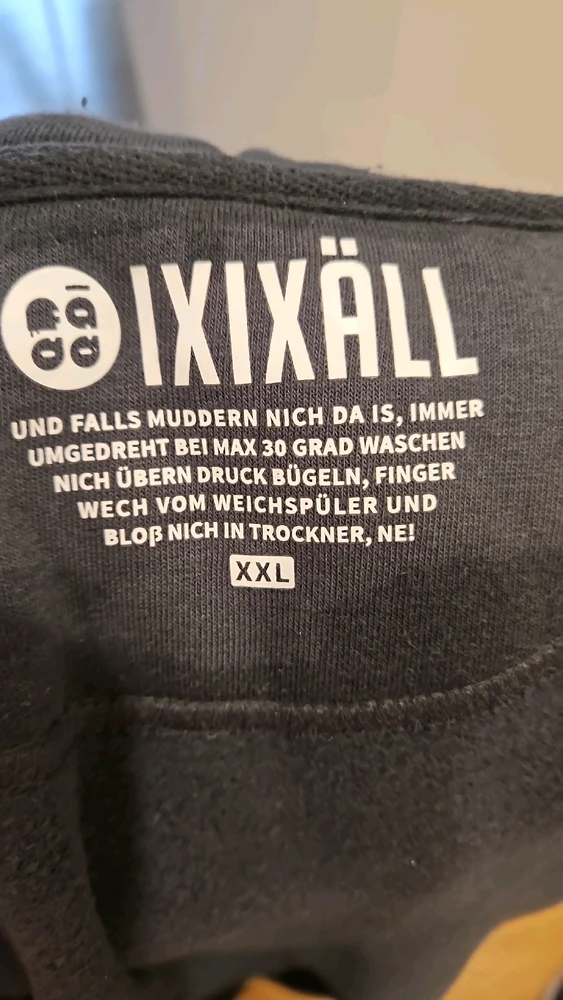 IXIXÄLL
UND FALLS MUDDERN NICH DA IS, IMMER
UMGEDREHT BEI MAX 30 GRAD WASCHEN
NICH ÜBERN DRUCK BÜGELN, FINGER
WECH VOM WEICHSPÜLER UND
BLOß NICH IN TROCKNER, NE!
XXL